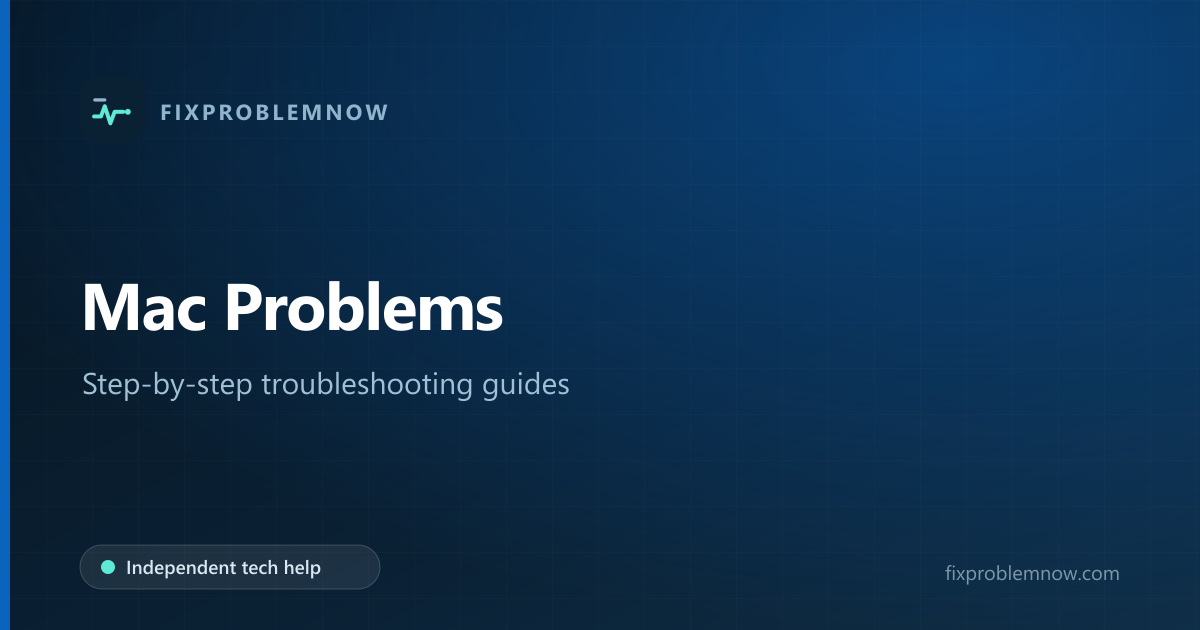 FIXPROBLEMNOW
Mac Problems
Step-by-step troubleshooting guides
Independent tech help
fixproblemnow.com